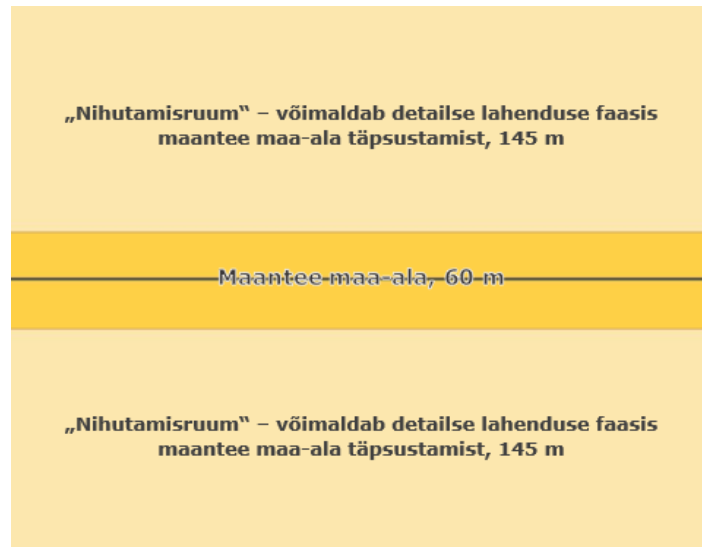 „Nihutamisruum“ – võimaldab detailse lahenduse faasis
maantee maa-ala täpsustamist, 145 m
Maantee maa-ala, 60 m
„Nihutamisruum“ – võimaldab detailse lahenduse faasis
maantee maa-ala täpsustamist, 145 m